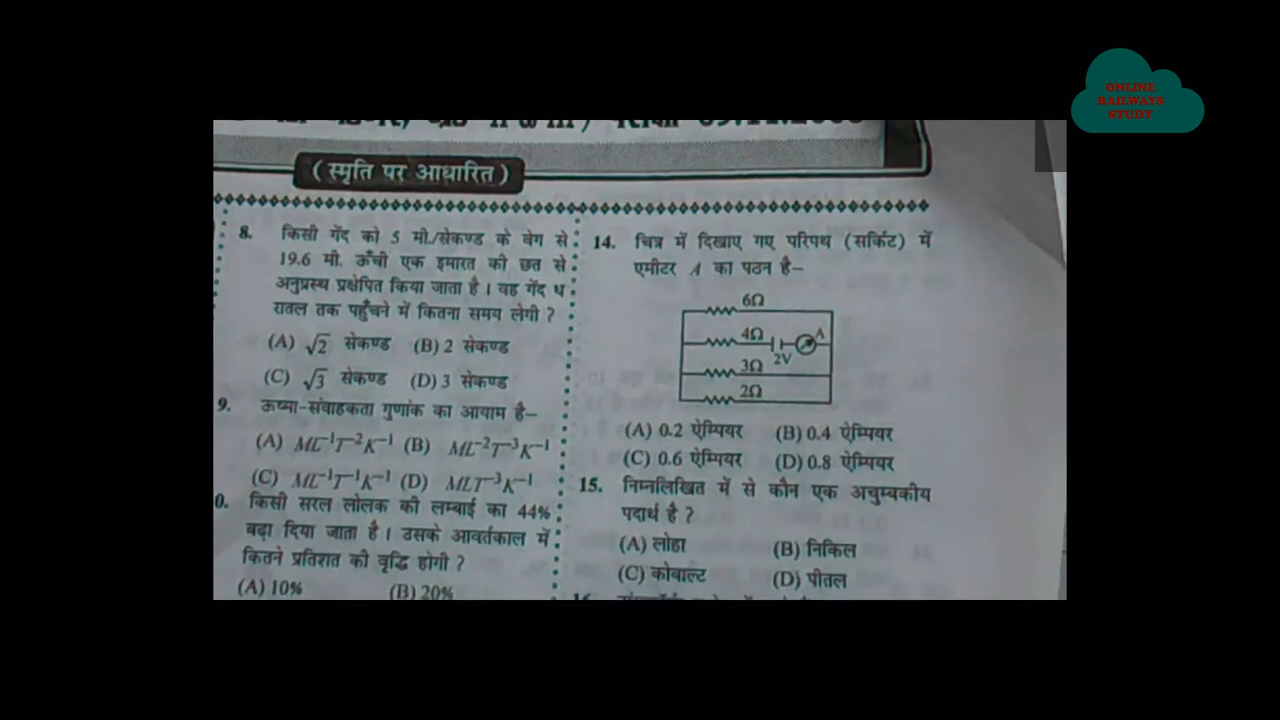 ONLINE
RAILWAYS
STUDY
(स्मृति पर आधारित)
8. किसी गेंद को 5 मी./सेकण्ड के वेग से
19.6 मी. ऊँची एक इमारत की छत से
अनुप्रस्थ प्रक्षेपित किया जाता है। यह गेंद ध
रातल तक पहुँचने में कितना समय लेगी ?
(A) √2 सेकण्ड (B) 2 सेकण्ड
(C) √3 सेकण्ड (D) 3 सेकण्ड
9. ऊष्मा-संवाहकता गुणांक का आयाम है–
(A) ML⁻¹T⁻²K⁻¹ (B) ML⁻²T⁻³K⁻¹
(C) ML⁻¹T⁻¹K⁻¹ (D) MLT⁻³K⁻¹
0. किसी सरल लोलक की लम्बाई का 44%
बढ़ा दिया जाता है। उसके आवर्तकाल में
कितने प्रतिशत की वृद्धि होगी ?
(A) 10% (B) 20%
14. चित्र में दिखाए गए परिपथ (सर्किट) में
एमीटर A का पठन है–
6Ω
4Ω A
2V
3Ω
2Ω
(A) 0.2 ऐम्पियर (B) 0.4 ऐम्पियर
(C) 0.6 ऐम्पियर (D) 0.8 ऐम्पियर
15. निम्नलिखित में से कौन एक अचुम्बकीय
पदार्थ है ?
(A) लोहा (B) निकिल
(C) कोबाल्ट (D) पीतल